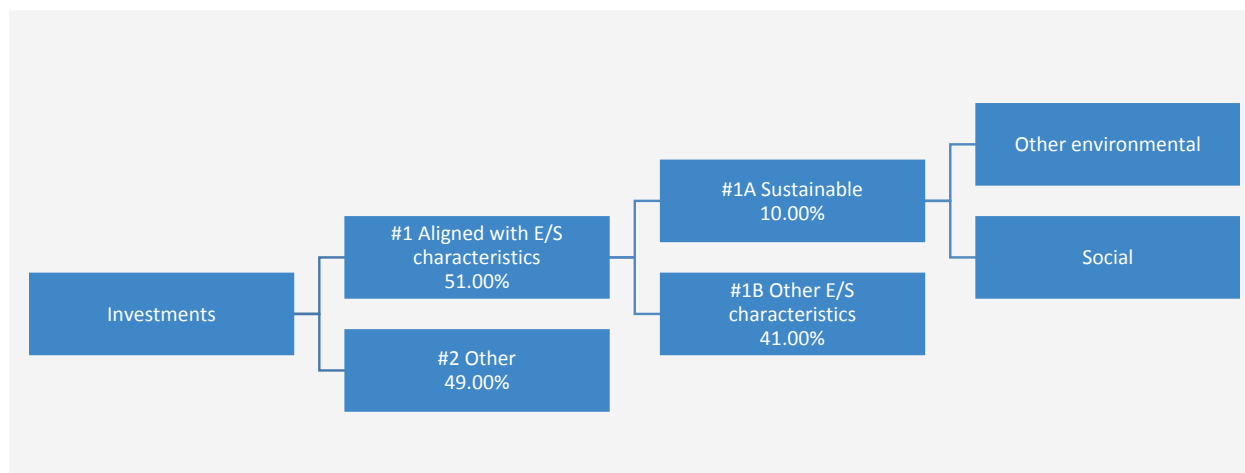 Investments
#1 Aligned with E/S
characteristics
51.00%
#2 Other
49.00%
#1A Sustainable
10.00%
#1B Other E/S
characteristics
41.00%
Other environmental
Social